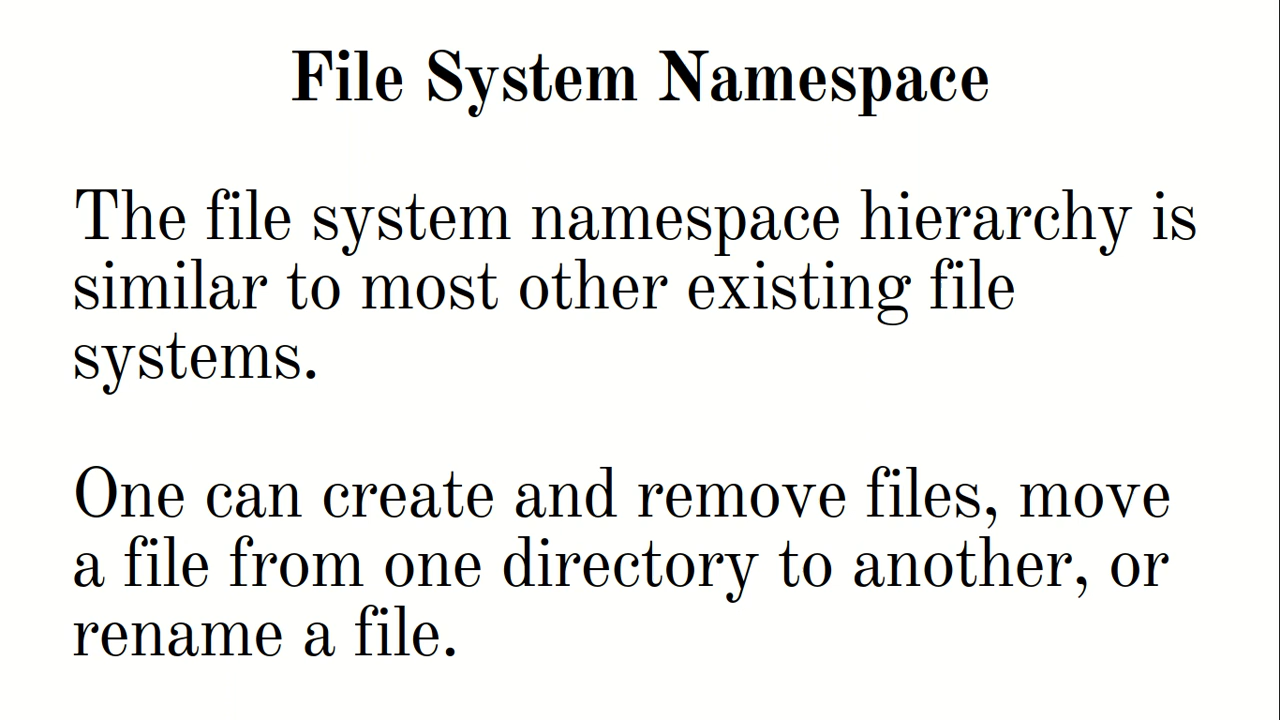 File System Namespace
The file system namespace hierarchy is
similar to most other existing file
systems.
One can create and remove files, move
a file from one directory to another, or
rename a file.